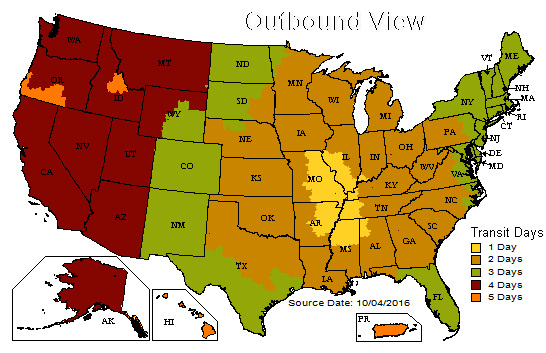 Outbound View
WA
MT
ND
MN
ME
VT
OR
ID
SD
WI
MI
NY
NH
MA
RI
CT
WY
NE
IA
PA
NJ
DE
MD
NV
UT
CO
KS
MO
IL
IN
OH
WV
VA
KY
CA
AZ
NM
OK
AR
TN
NC
SC
TX
LA
MS
AL
GA
FL
AK
HI
PR
Transit Days
1 Day
2 Days
3 Days
4 Days
5 Days
Source Date: 10/04/2016